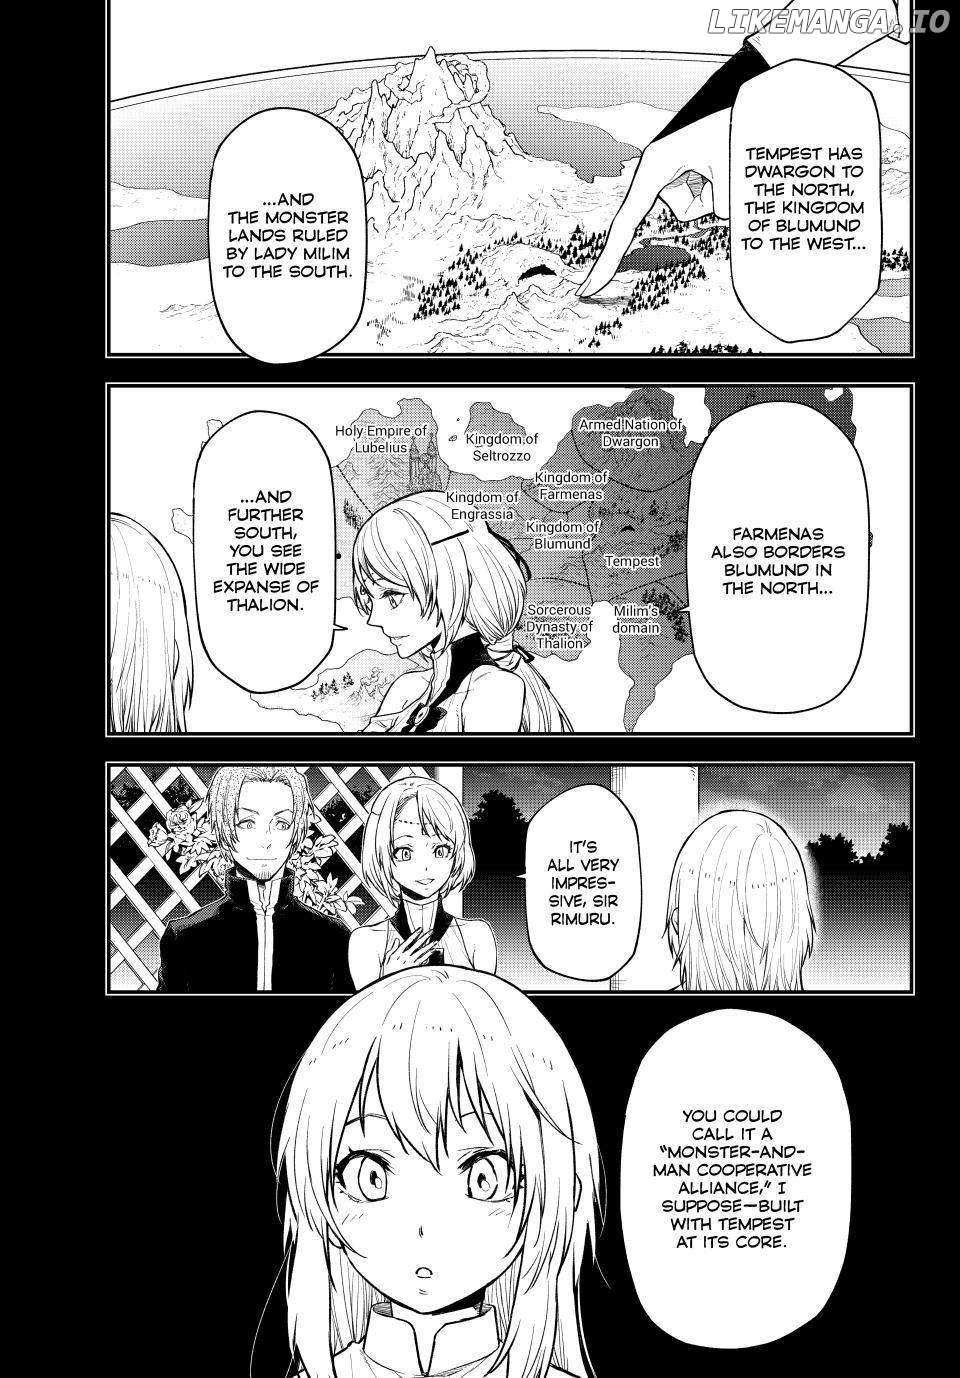 LIKEMANGA.IO
TEMPEST HAS
DWARGON TO
THE NORTH,
THE KINGDOM
OF BLUMUND
TO THE WEST...
...AND
THE MONSTER
LANDS RULED
BY LADY MILIM
TO THE SOUTH.
FARMENAS
ALSO BORDERS
BLUMUND IN
THE NORTH...
Holy Empire of
Lubelius
Kingdom of
Seltrozzo
Armed Nation of
Dwargon
Kingdom of
Farmenas
Kingdom of
Engrassia
Kingdom of
Blumund
Tempest
Sorcerous
Dynasty of
Thalion
Milim's
domain
...AND
FURTHER
SOUTH,
YOU SEE
THE WIDE
EXPANSE OF
THALION.
IT'S
ALL VERY
IMPRES-
SIVE, SIR
RIMURU.
YOU COULD
CALL IT A
"MONSTER-AND-
MAN COOPERATIVE
ALLIANCE," I
SUPPOSE—BUILT
WITH TEMPEST
AT ITS CORE.